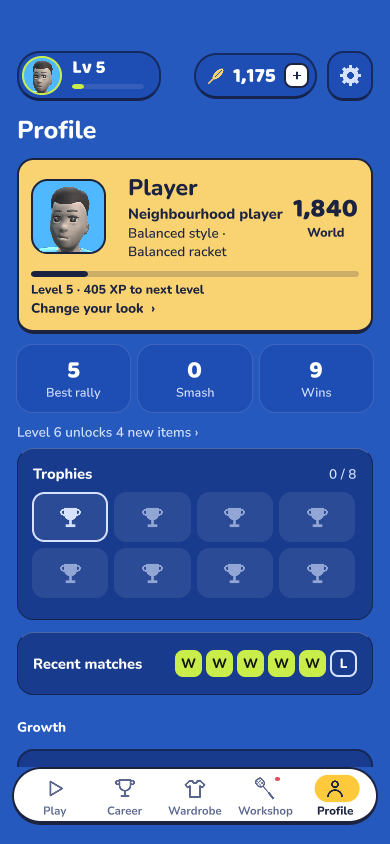 Lv 5
1,175 +
Profile
Player
Neighbourhood player
Balanced style ·
Balanced racket
1,840
World
Level 5 · 405 XP to next level
Change your look ›
5 0 9
Best rally Smash Wins
Level 6 unlocks 4 new items ›
Trophies 0 / 8
Recent matches W W W W W L
Growth
Play Career Wardrobe Workshop Profile